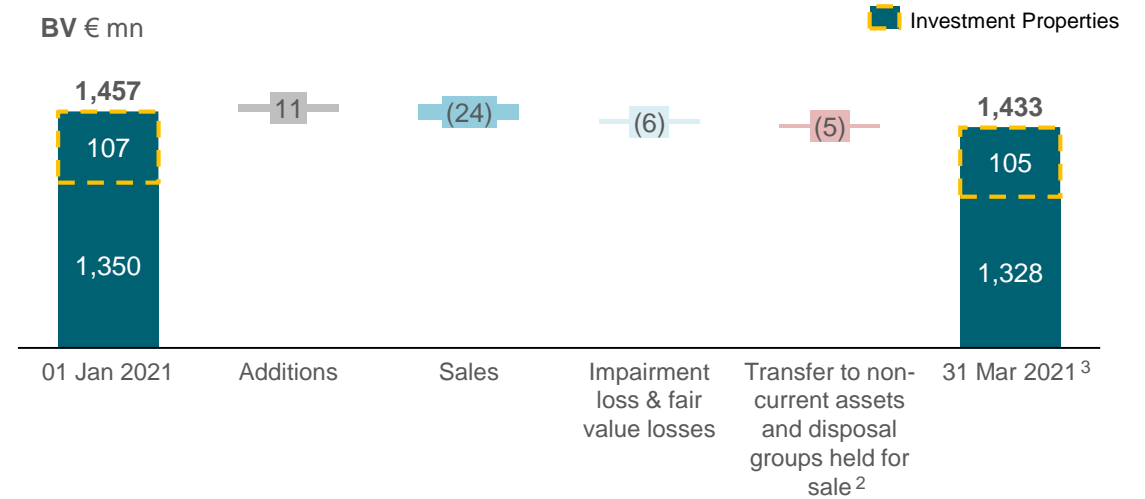 BV € mn
Investment Properties
1,457
107
1,350
11
(24)
(6)
(5)
1,433
105
1,328
01 Jan 2021
Additions
Sales
Impairment
loss & fair
value losses
Transfer to non-
current assets
and disposal
groups held for
sale 2
31 Mar 2021 3